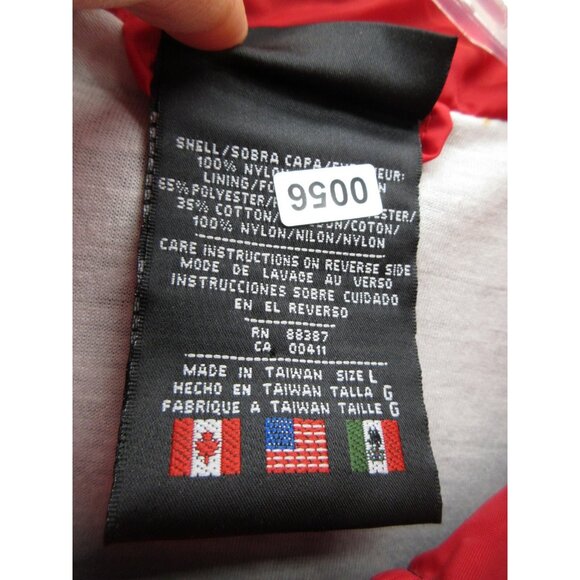 SHELL/SOBRA CAPA/
100% NYLON
LINING/
65% POLYESTER/
35% COTTON/ COTON/
100% NYLON/NILON/NYLON
CARE INSTRUCTIONS ON REVERSE SIDE
MODE DE LAVAGE AU VERSO
INSTRUCCIONES SOBRE CUIDADO
EN EL REVERSO
RN 88387
CA 00411
MADE IN TAIWAN SIZE L
HECHO EN TAIWAN TALLA G
FABRIQUE A TAIWAN TAILLE G
0056